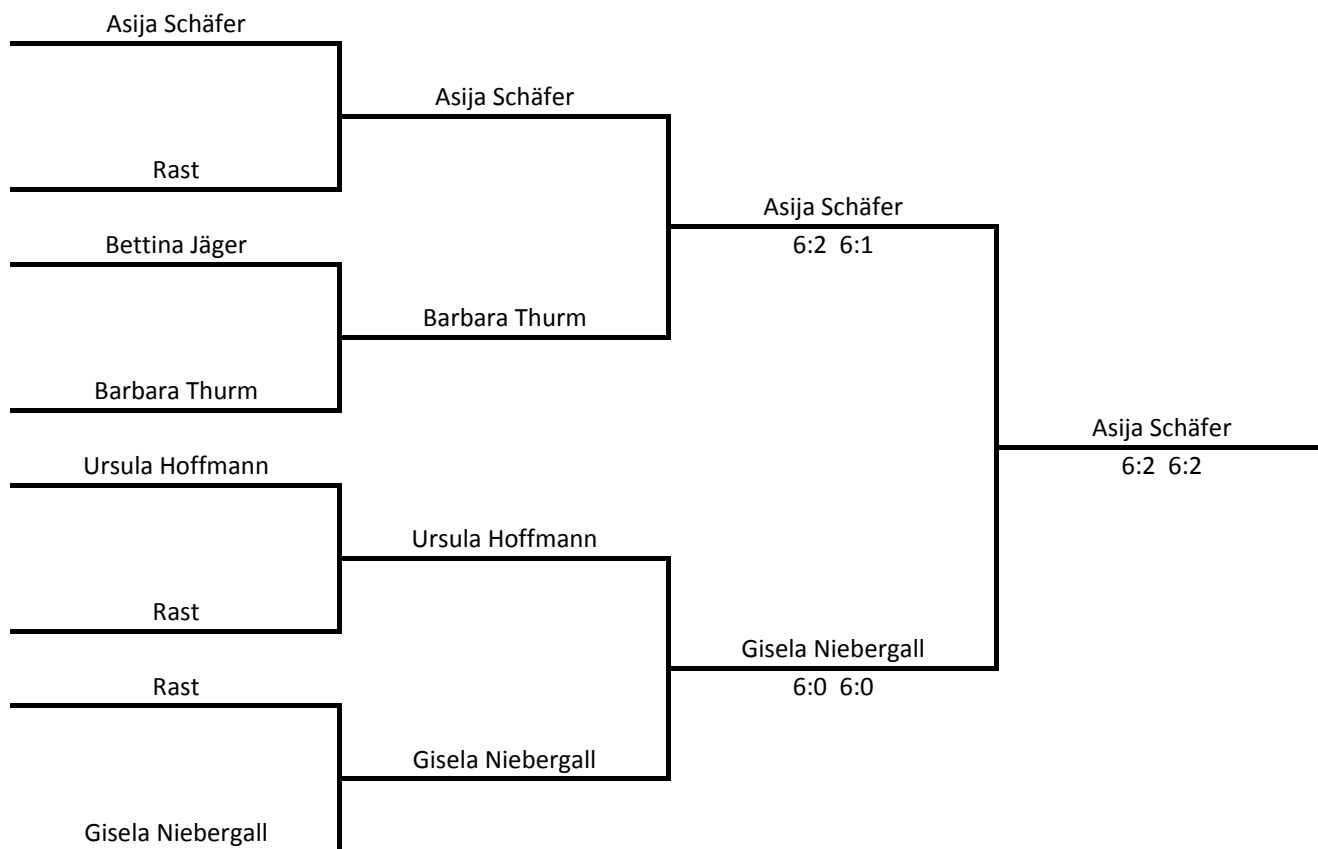 Asija Schäfer
Asija Schäfer
Rast
Asija Schäfer
6:2 6:1
Bettina Jäger
Barbara Thurm
Barbara Thurm
Asija Schäfer
6:2 6:2
Ursula Hoffmann
Ursula Hoffmann
Rast
Gisela Niebergall
6:0 6:0
Rast
Gisela Niebergall
Gisela Niebergall